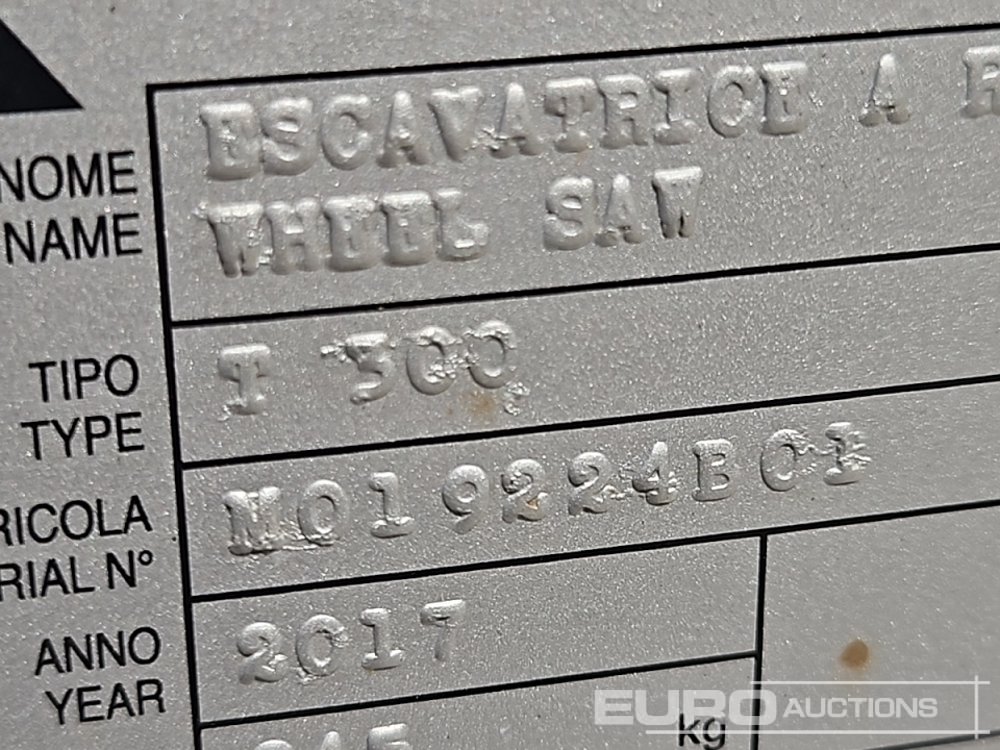 NOME ESCAVATRICE A
NAME WHEEL SAW
TIPO
TYPE T 300
RICOLA
RIAL N° M019224B01
ANNO
YEAR 2017
kg
EURO AUCTIONS